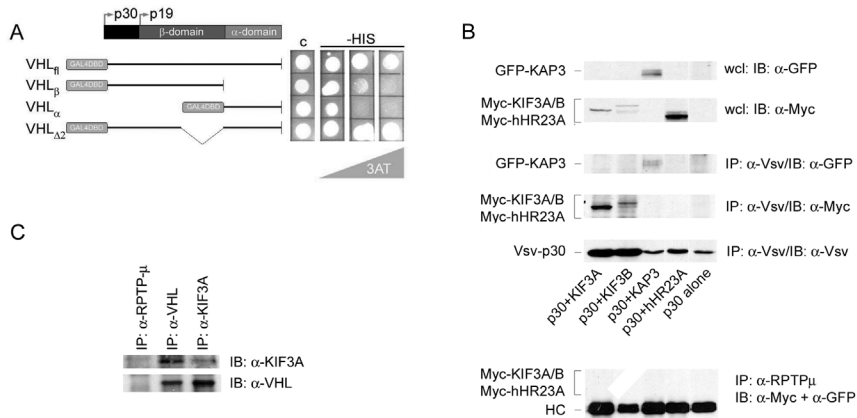 A
p30
p19
β-domain
α-domain
c
-HIS
VHLfl
GAL4DBD
VHLβ
GAL4DBD
VHLα
GAL4DBD
VHLΔ2
GAL4DBD
3AT
B
GFP-KAP3
wcl: IB: α-GFP
Myc-KIF3A/B
Myc-hHR23A
wcl: IB: α-Myc
GFP-KAP3
IP: α-Vsv/IB: α-GFP
Myc-KIF3A/B
Myc-hHR23A
IP: α-Vsv/IB: α-Myc
Vsv-p30
IP: α-Vsv/IB: α-Vsv
p30+KIF3A
p30+KIF3B
p30+KAP3
p30+hHR23A
p30 alone
Myc-KIF3A/B
Myc-hHR23A
HC
IP: α-RPTPμ
IB: α-Myc + α-GFP
C
IP: α-RPTP-μ
IP: α-VHL
IP: α-KIF3A
IB: α-KIF3A
IB: α-VHL